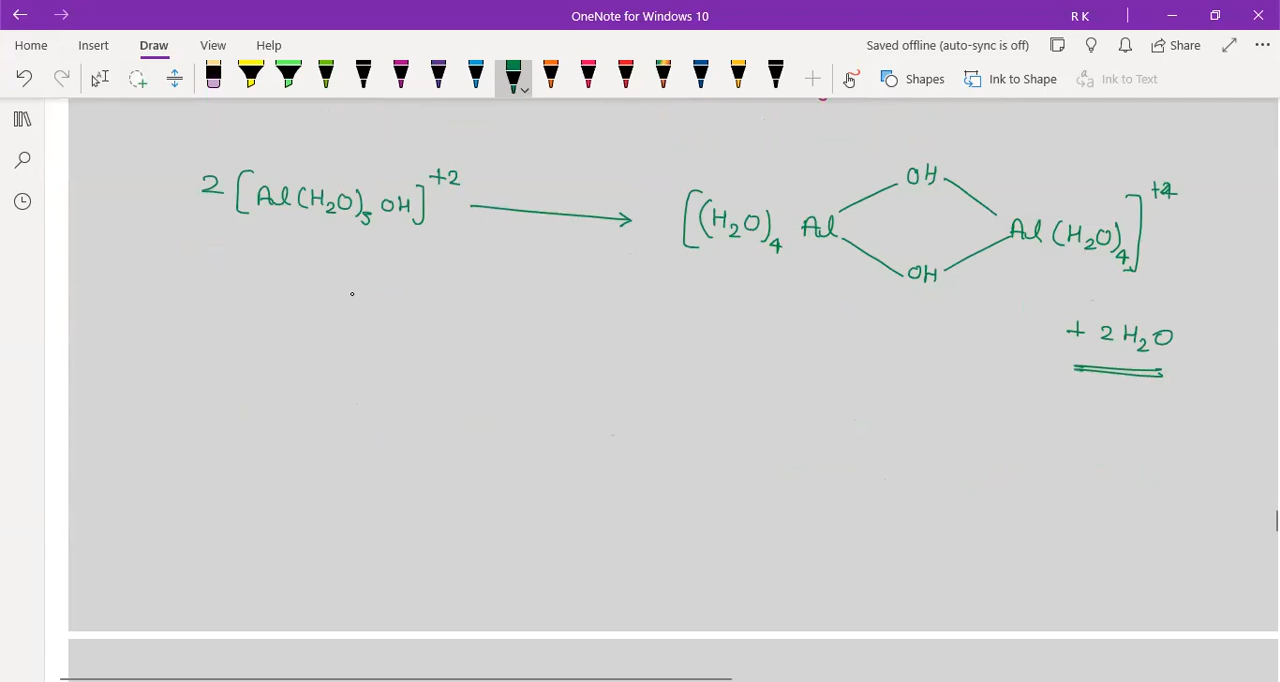 OneNote for Windows 10
R K
Home Insert Draw View Help
Saved offline (auto-sync is off) Share
Shapes Ink to Shape Ink to Text
2 [Al(H₂O)₅ OH]⁺² → [(H₂O)₄ Al
OH
OH
Al (H₂O)₄]⁺⁴
+ 2 H₂O